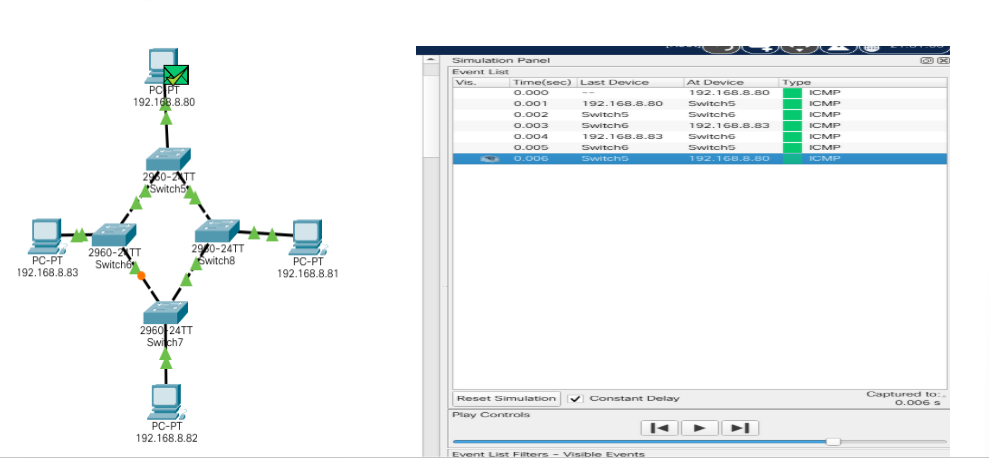 PC-PT
192.168.8.80
2960-24TT
Switch5
2960-24TT
Switch6
2960-24TT
Switch8
PC-PT
192.168.8.83
PC-PT
192.168.8.81
2960-24TT
Switch7
PC-PT
192.168.8.82
Simulation Panel
Event List
Vis. Time(sec) Last Device At Device Type
0.000 -- 192.168.8.80 ICMP
0.001 192.168.8.80 Switch5 ICMP
0.002 Switch5 Switch6 ICMP
0.003 Switch6 192.168.8.83 ICMP
0.004 192.168.8.83 Switch6 ICMP
0.005 Switch6 Switch5 ICMP
0.006 Switch5 192.168.8.80 ICMP
Reset Simulation Constant Delay Captured to:
0.006 s
Play Controls
Event List Filters - Visible Events